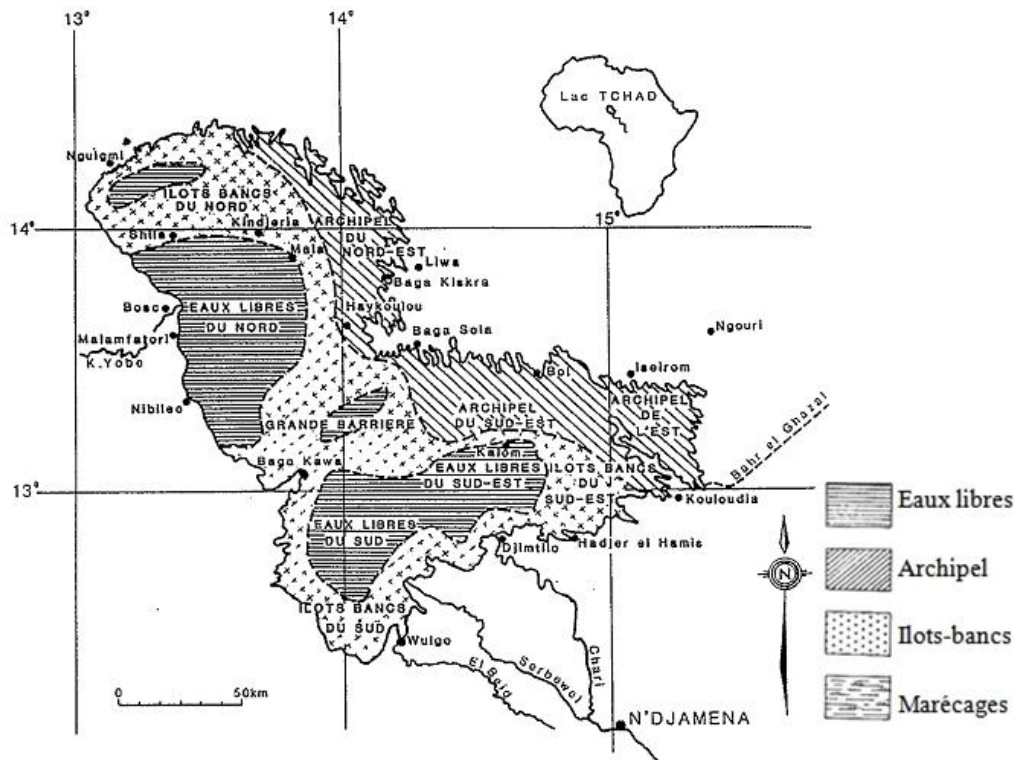 13°
14°
Lac TCHAD
Nguigmi
ILOTS BANCS
DU NORD
14°
Shila
Kindjeria
ARCHIPEL
DU
NORD-EST
15°
Liwa
Baga Kiskra
Bosc
EAUX LIBRES
DU NORD
Haykoulou
Malamfatori
Baga Sola
Ngouri
K.Yobe
Bol
Iseirom
ARCHIPEL
DU SUD-EST
ARCHIPEL
DE
L'EST
GRANDE BARRIERE
Bahr el Ghazal
Kalom
Baga Kawa
EAUX LIBRES
DU SUD-EST
ILOTS BANCS
DU
SUD-EST
13°
Kouloudia
Eaux libres
EAUX LIBRES
DU SUD
Djimtilo
Hadjer el Hamis
N
Archipel
ILOTS BANCS
DU SUD
Wulgo
Ilots-bancs
El Beid
Serbewel
Chari
0 50km
N'DJAMENA
Marécages